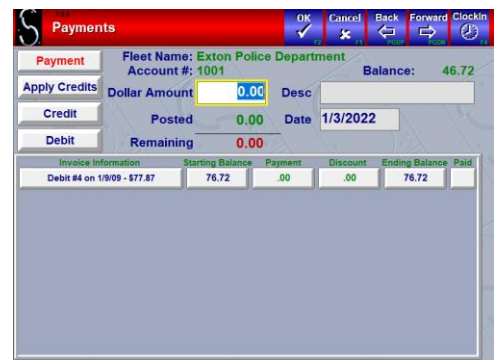 Payments
OK Cancel Back Forward ClockIn
F2 F1 PGUP PGDN F4
Payment Fleet Name: Exton Police Department
Account #: 1001 Balance: 46.72
Apply Credits Dollar Amount 0.00 Desc
Credit Posted 0.00 Date 1/3/2022
Debit Remaining 0.00
Invoice Information Starting Balance Payment Discount Ending Balance Paid
Debit #4 on 1/9/09 - $77.87 76.72 .00 .00 76.72